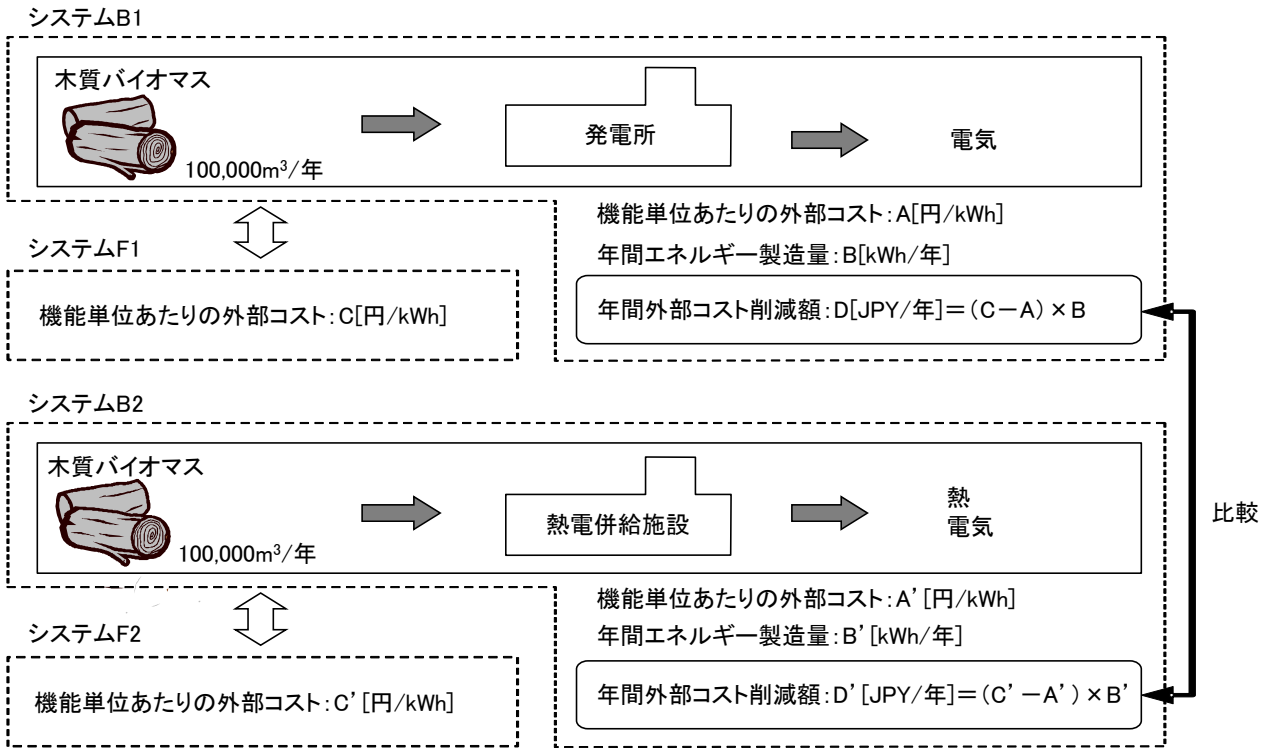 システムB1
木質バイオマス
100,000m³/年
発電所
電気
機能単位あたりの外部コスト:A[円/kWh]
年間エネルギー製造量:B[kWh/年]
年間外部コスト削減額:D[JPY/年]=(C-A)×B
システムF1
機能単位あたりの外部コスト:C[円/kWh]
システムB2
木質バイオマス
100,000m³/年
熱電併給施設
熱
電気
比較
機能単位あたりの外部コスト:A'[円/kWh]
年間エネルギー製造量:B'[kWh/年]
年間外部コスト削減額:D'[JPY/年]=(C'-A')×B'
システムF2
機能単位あたりの外部コスト:C'[円/kWh]